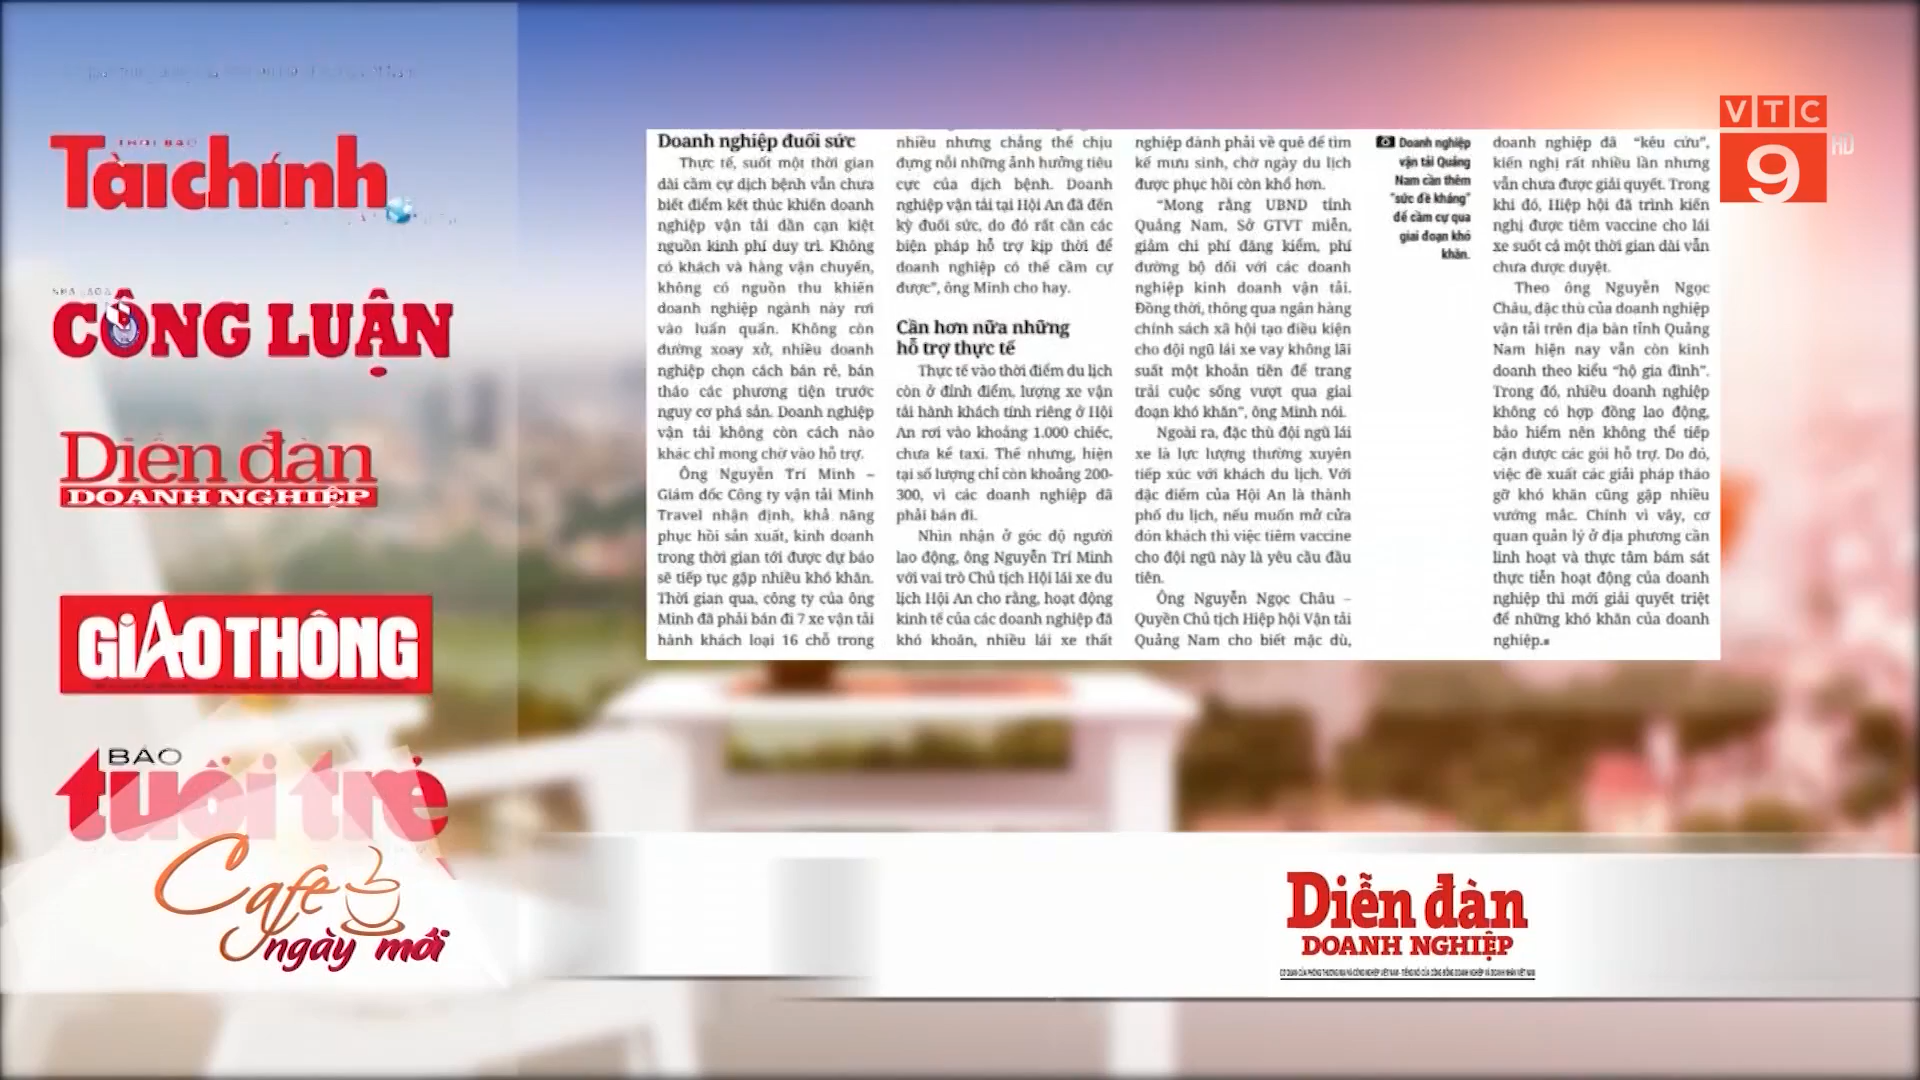 THỜI BÁO
Tàichính
CÔNG LUẬN
Diễn đàn
DOANH NGHIỆP
GIAO THÔNG
BÁO
tuổi trẻ
Cafe
ngày mới
Doanh nghiệp đuối sức
Thực tế, suốt một thời gian
dài cầm cự dịch bệnh vẫn chưa
biết điểm kết thúc khiến doanh
nghiệp vận tải dần cạn kiệt
nguồn kinh phí duy trì. Không
có khách và hàng vận chuyển,
không có nguồn thu khiến
doanh nghiệp ngành này rơi
vào luẩn quẩn. Không còn
đường xoay xở, nhiều doanh
nghiệp chọn cách bán rẻ, bán
tháo các phương tiện trước
nguy cơ phá sản. Doanh nghiệp
vận tải không còn cách nào
khác chỉ mong chờ vào hỗ trợ.
Ông Nguyễn Trí Minh –
Giám đốc Công ty vận tải Minh
Travel nhận định, khả năng
phục hồi sản xuất, kinh doanh
trong thời gian tới được dự báo
sẽ tiếp tục gặp nhiều khó khăn.
Thời gian qua, công ty của ông
Minh đã phải bán đi 7 xe vận tải
hành khách loại 16 chỗ trong
nhiều nhưng chẳng thể chịu
đựng nổi những ảnh hưởng tiêu
cực của dịch bệnh. Doanh
nghiệp vận tải tại Hội An đã đến
kỳ đuối sức, do đó rất cần các
biện pháp hỗ trợ kịp thời để
doanh nghiệp có thể cầm cự
được”, ông Minh cho hay.
Cần hơn nữa những
hỗ trợ thực tế
Thực tế vào thời điểm du lịch
còn ở đỉnh điểm, lượng xe vận
tải hành khách tính riêng ở Hội
An rơi vào khoảng 1.000 chiếc,
chưa kể taxi. Thế nhưng, hiện
tại số lượng chỉ còn khoảng 200-
300, vì các doanh nghiệp đã
phải bán đi.
Nhìn nhận ở góc độ người
lao động, ông Nguyễn Trí Minh
với vai trò Chủ tịch Hội lái xe du
lịch Hội An cho rằng, hoạt động
kinh tế của các doanh nghiệp đã
khó khoăn, nhiều lái xe thất
nghiệp đành phải về quê để tìm
kế mưu sinh, chờ ngày du lịch
được phục hồi còn khổ hơn.
“Mong rằng UBND tỉnh
Quảng Nam, Sở GTVT miễn,
giảm chi phí đăng kiểm, phí
đường bộ đối với các doanh
nghiệp kinh doanh vận tải.
Đồng thời, thông qua ngân hàng
chính sách xã hội tạo điều kiện
cho đội ngũ lái xe vay không lãi
suất một khoản tiền để trang
trải cuộc sống vượt qua giai
đoạn khó khăn”, ông Minh nói.
Ngoài ra, đặc thù đội ngũ lái
xe là lực lượng thường xuyên
tiếp xúc với khách du lịch. Với
đặc điểm của Hội An là thành
phố du lịch, nếu muốn mở cửa
đón khách thì việc tiêm vaccine
cho đội ngũ này là yêu cầu đầu
tiên.
Ông Nguyễn Ngọc Châu –
Quyền Chủ tịch Hiệp hội Vận tải
Quảng Nam cho biết mặc dù,
Doanh nghiệp
vận tải Quảng
Nam cần thêm
"sức đề kháng"
để cầm cự qua
giai đoạn khó
khăn.
doanh nghiệp đã “kêu cứu”,
kiến nghị rất nhiều lần nhưng
vẫn chưa được giải quyết. Trong
khi đó, Hiệp hội đã trình kiến
nghị được tiêm vaccine cho lái
xe suốt cả một thời gian dài vẫn
chưa được duyệt.
Theo ông Nguyễn Ngọc
Châu, đặc thù của doanh nghiệp
vận tải trên địa bàn tỉnh Quảng
Nam hiện nay vẫn còn kinh
doanh theo kiểu “hộ gia đình”.
Trong đó, nhiều doanh nghiệp
không có hợp đồng lao động,
bảo hiểm nên không thể tiếp
cận được các gói hỗ trợ. Do đó,
việc đề xuất các giải pháp tháo
gỡ khó khăn cũng gặp nhiều
vướng mắc. Chính vì vậy, cơ
quan quản lý ở địa phương cần
linh hoạt và thực tâm bám sát
thực tiễn hoạt động của doanh
nghiệp thì mới giải quyết triệt
để những khó khăn của doanh
nghiệp.
VTC
9
HD
Diễn đàn
DOANH NGHIỆP
CƠ QUAN CỦA PHÒNG THƯƠNG MẠI VÀ CÔNG NGHIỆP VIỆT NAM - TIẾNG NÓI CỦA CỘNG ĐỒNG DOANH NGHIỆP VÀ DOANH NHÂN VIỆT NAM